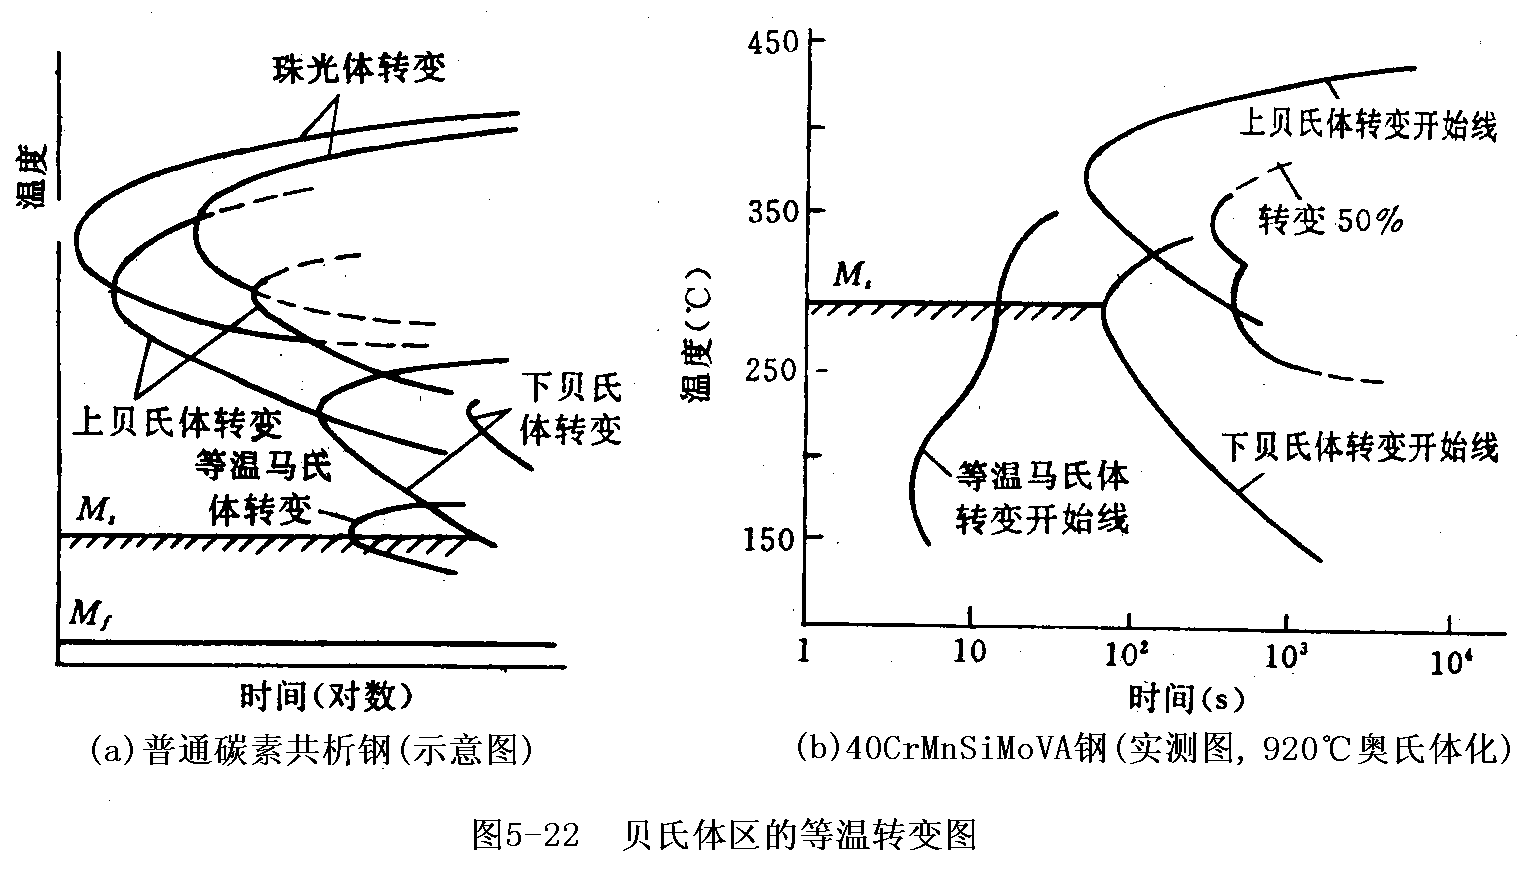 珠光体转变
温度
上贝氏体转变
下贝氏
体转变
等温马氏
体转变
Ms
Mf
时间(对数)
(a)普通碳素共析钢(示意图)
450
350
250
150
温度(℃)
Ms
上贝氏体转变开始线
转变50%
下贝氏体转变开始线
等温马氏体
转变开始线
1
10
10²
10³
10⁴
时间(s)
(b)40CrMnSiMoVA钢(实测图, 920℃奥氏体化)
图5-22 贝氏体区的等温转变图